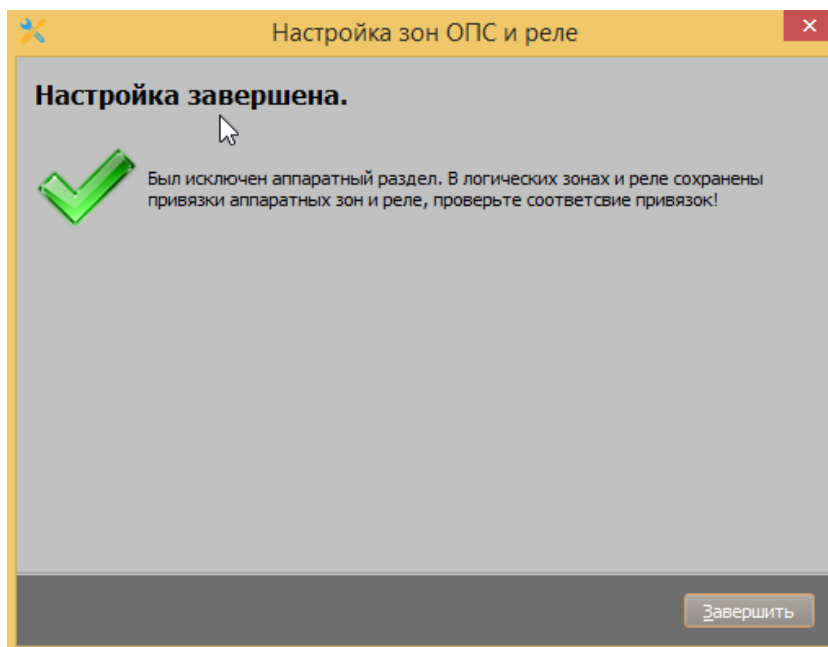 Настройка зон ОПС и реле
Настройка завершена.
Был исключен аппаратный раздел. В логических зонах и реле сохранены
привязки аппаратных зон и реле, проверьте соответсвие привязок!
Завершить